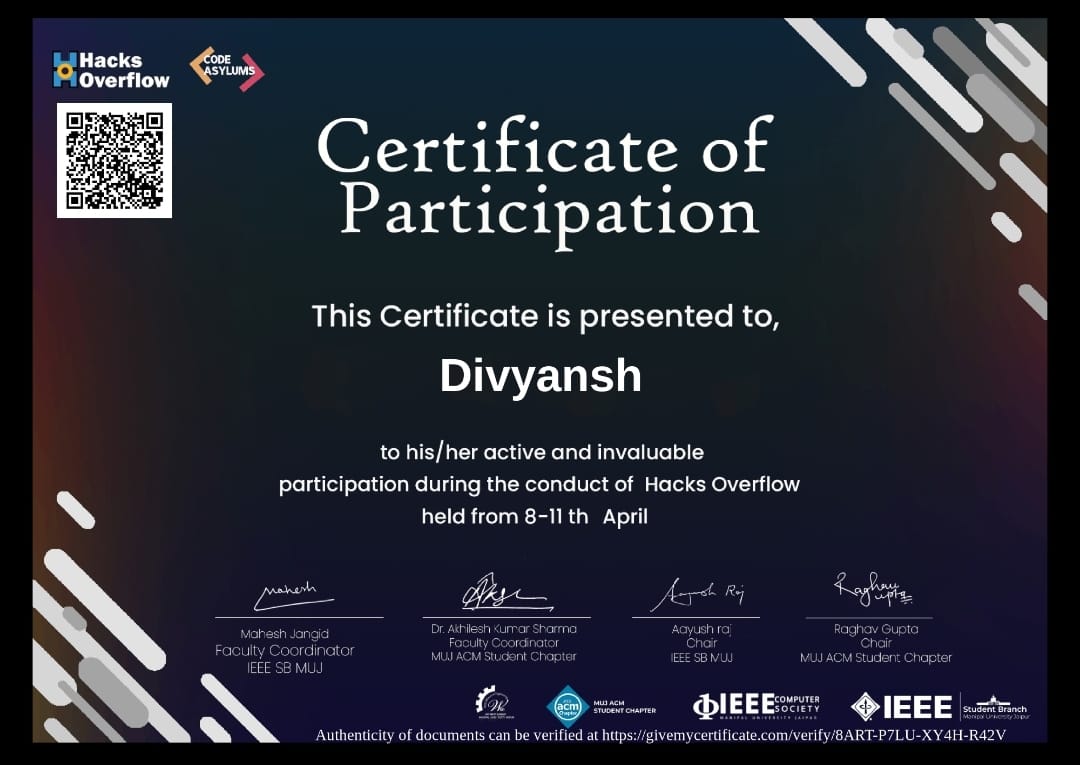 Hacks
Overflow
CODE
ASYLUMS
Certificate of
Participation
This Certificate is presented to,
Divyansh
to his/her active and invaluable
participation during the conduct of Hacks Overflow
held from 8-11 th April
Mahesh
Aayush Raj
Raghav
Gupta
Mahesh Jangid
Faculty Coordinator
IEEE SB MUJ
Dr. Akhilesh Kumar Sharma
Faculty Coordinator
MUJ ACM Student Chapter
Aayush raj
Chair
IEEE SB MUJ
Raghav Gupta
Chair
MUJ ACM Student Chapter
acm
Chapter
MUJ ACM
STUDENT CHAPTER
IEEE COMPUTER
SOCIETY
MANIPAL UNIVERSITY JAIPUR
IEEE
Student Branch
Manipal University Jaipur
Authenticity of documents can be verified at https://givemycertificate.com/verify/8ART-P7LU-XY4H-R42V